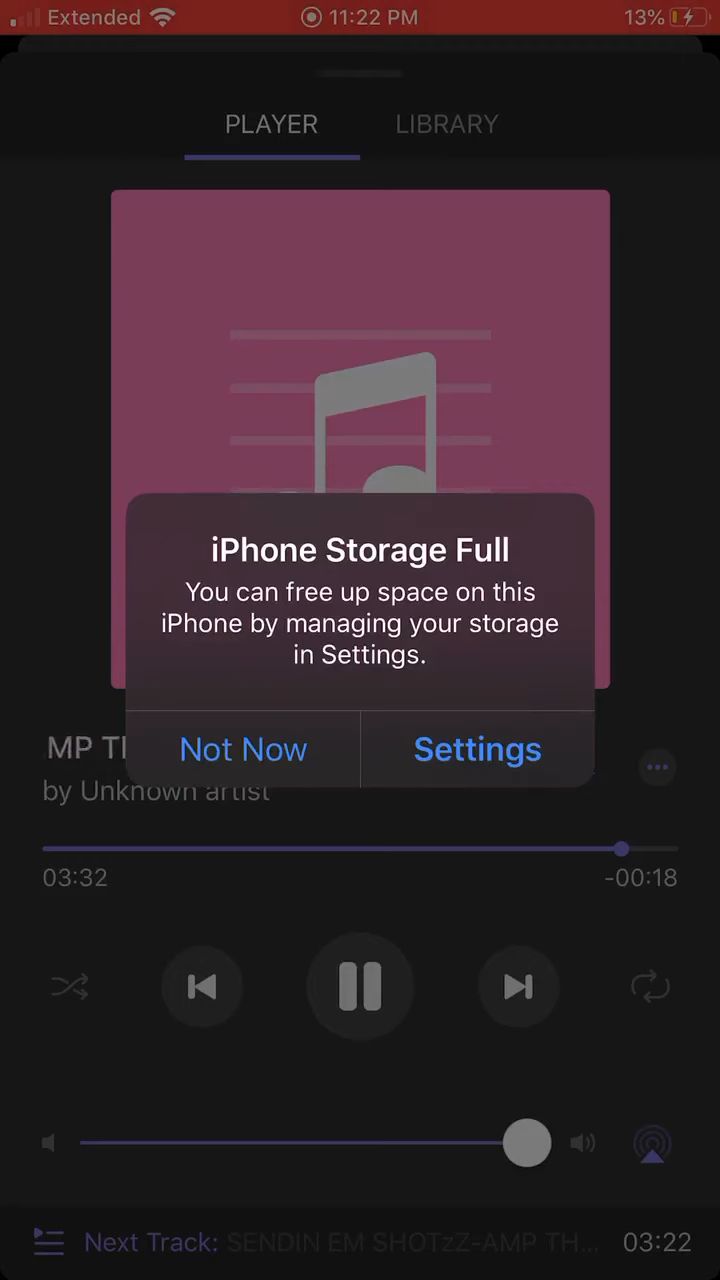 Extended 11:22 PM 13%
PLAYER LIBRARY
iPhone Storage Full
You can free up space on this
iPhone by managing your storage
in Settings.
Not Now Settings
MP
by Unknown artist
03:32 -00:18
Next Track: SENDIN EM SHOTzZ-AMP TH... 03:22